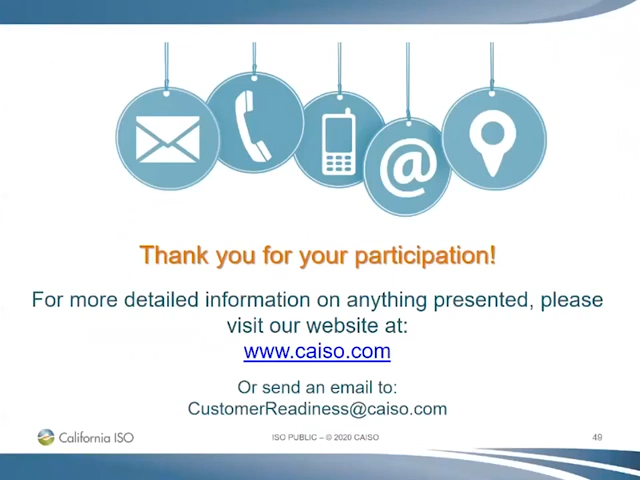 @
Thank you for your participation!
For more detailed information on anything presented, please
visit our website at:
www.caiso.com
Or send an email to:
CustomerReadiness@caiso.com
California ISO
ISO PUBLIC – © 2020 CAISO
49